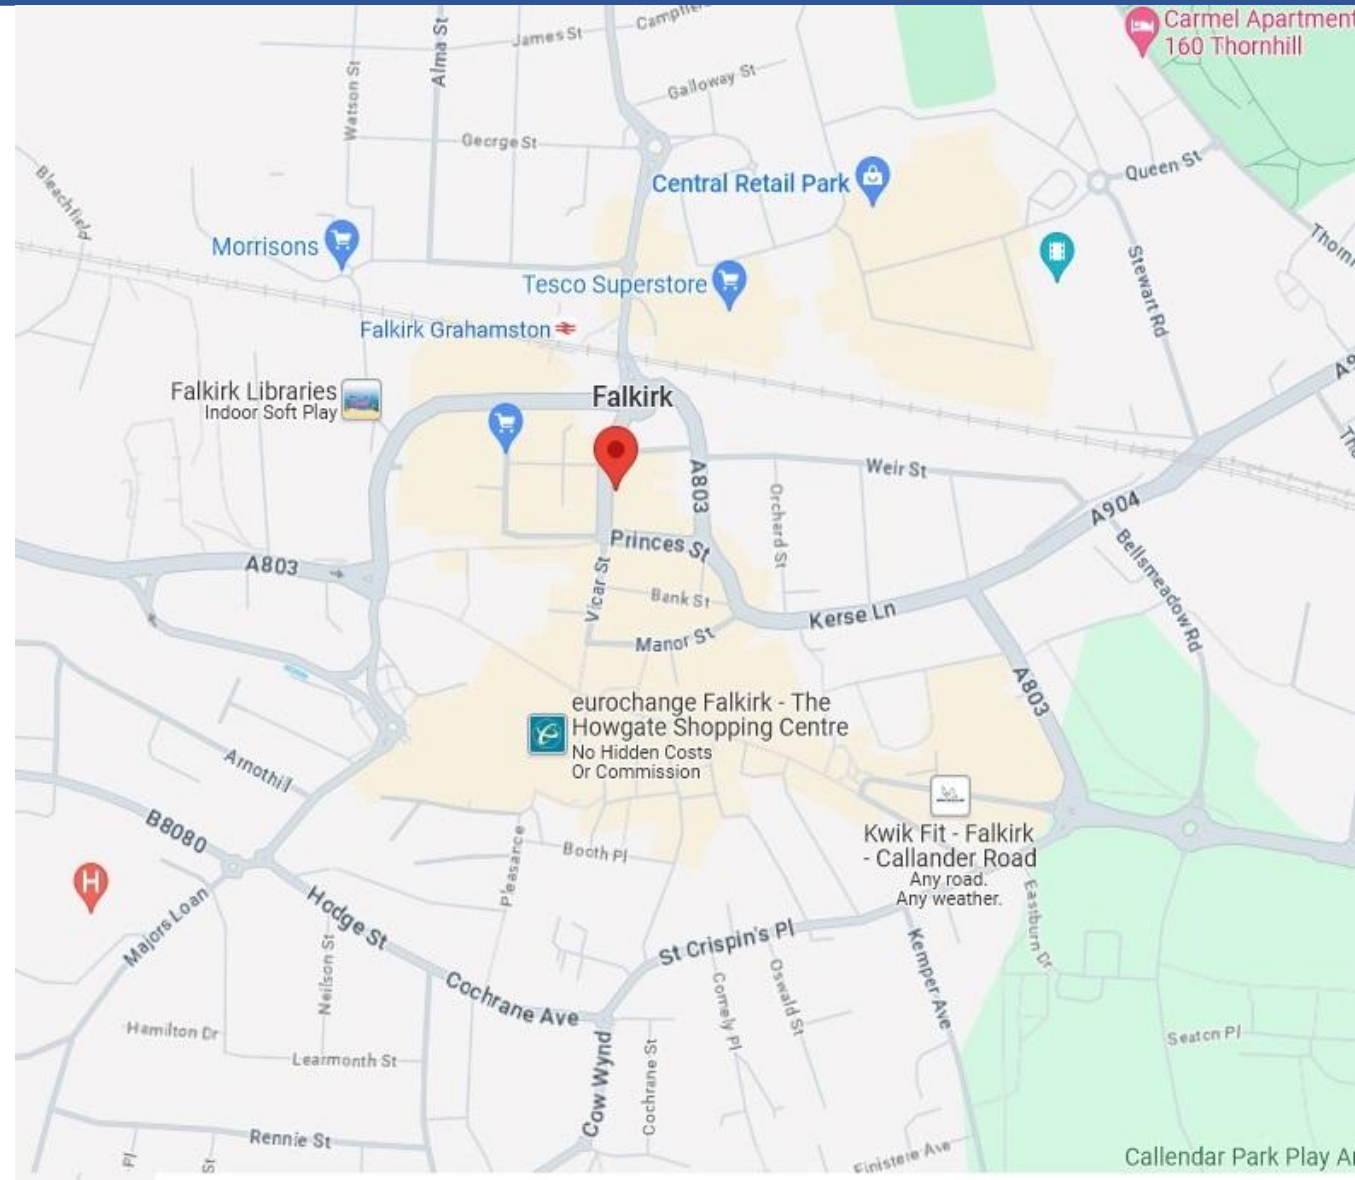 Carmel Apartment
160 Thornhill
Campfie
James St
Alma St
Galloway St
Watson St
George St
Queen St
Central Retail Park
Bleachfield
Morrisons
Thorn
Tesco Superstore
Stewart Rd
Falkirk Grahamston
A9
Falkirk Libraries
Indoor Soft Play
Falkirk
Th
Weir St
A803
Orchard St
A904
Princes St
A803
Bellsmeadow Rd
Vicar St
Bank St
Kerse Ln
Manor St
A803
eurochange Falkirk - The
Howgate Shopping Centre
No Hidden Costs
Or Commission
Arnothill
B8080
Kwik Fit - Falkirk
- Callander Road
Any road.
Any weather.
Booth Pl
Pleasance
H
Hodge St
Majors Loan
Eastburn Dr
St Crispin's Pl
Kemper Ave
Neilson St
Cochrane Ave
Oswald St
Comely Pl
Hamilton Dr
Seaton Pl
Learmonth St
Cow Wynd
Cochrane St
Rennie St
Finistere Ave
Callendar Park Play Ar
Pl
St